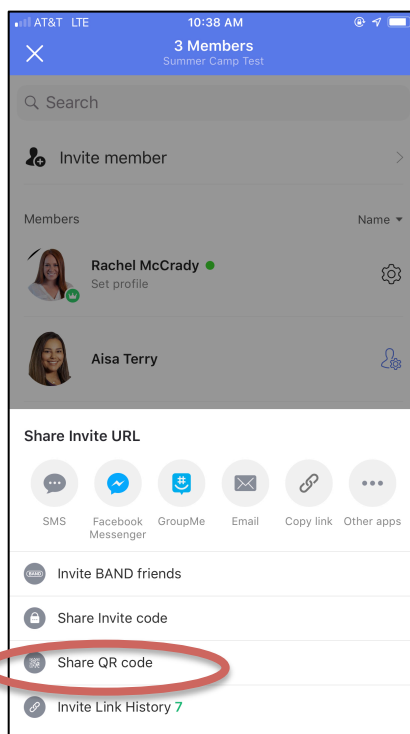 AT&T LTE 10:38 AM
3 Members
Summer Camp Test
Search
Invite member
Members Name
Rachel McCrady
Set profile
Aisa Terry
Share Invite URL
SMS Facebook Messenger GroupMe Email Copy link Other apps
BAND Invite BAND friends
Share Invite code
Share QR code
Invite Link History 7